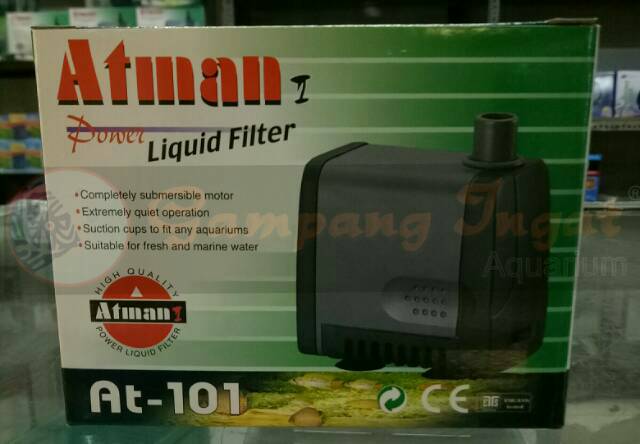 Atman
Power Liquid Filter
• Completely submersible motor
• Extremely quiet operation
• Suction cups to fit any aquariums
• Suitable for fresh and marine water
HIGH QUALITY
Atman
POWER LIQUID FILTER
At-101
CE
Gampang Ingat
Aquarium